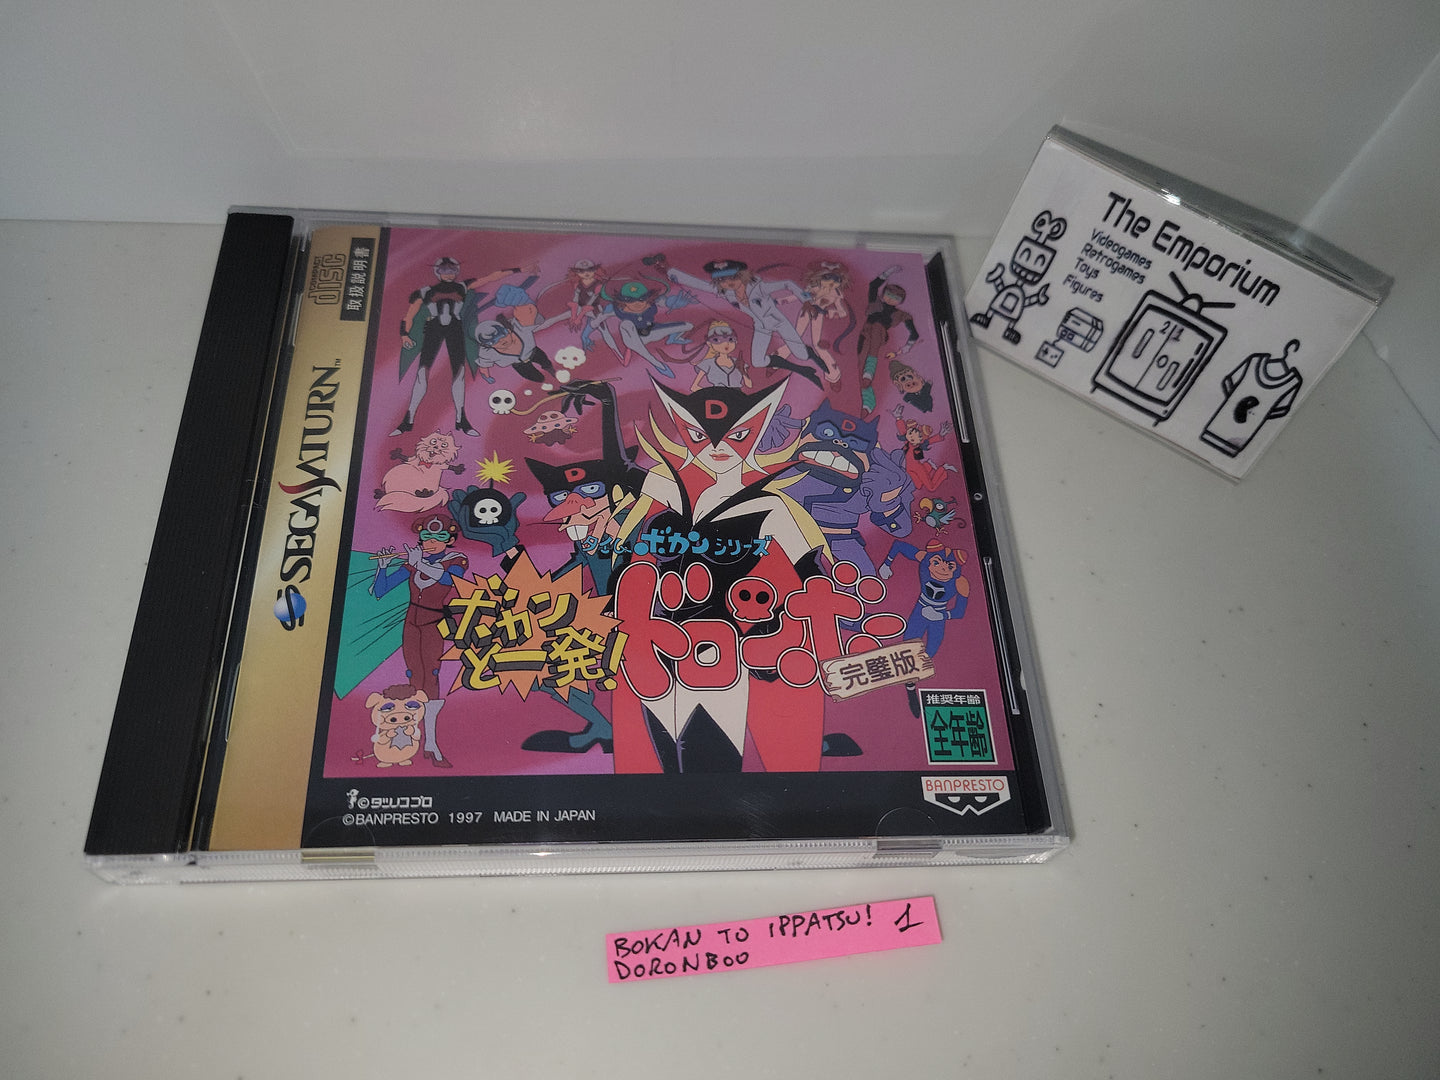 COMPACT
DISC
取扱説明書
SEGASATURN™
D
D
D
タイムボカンシリーズ
ボカンと一発!
ドロンボー
完璧版
推奨年齢
全年齢
BANPRESTO
©タツノコプロ
©BANPRESTO 1997 MADE IN JAPAN
The Emporium
Videogames
Retrogames
Toys
Figures
BOKAN TO IPPATSU! 1
DORONBOO